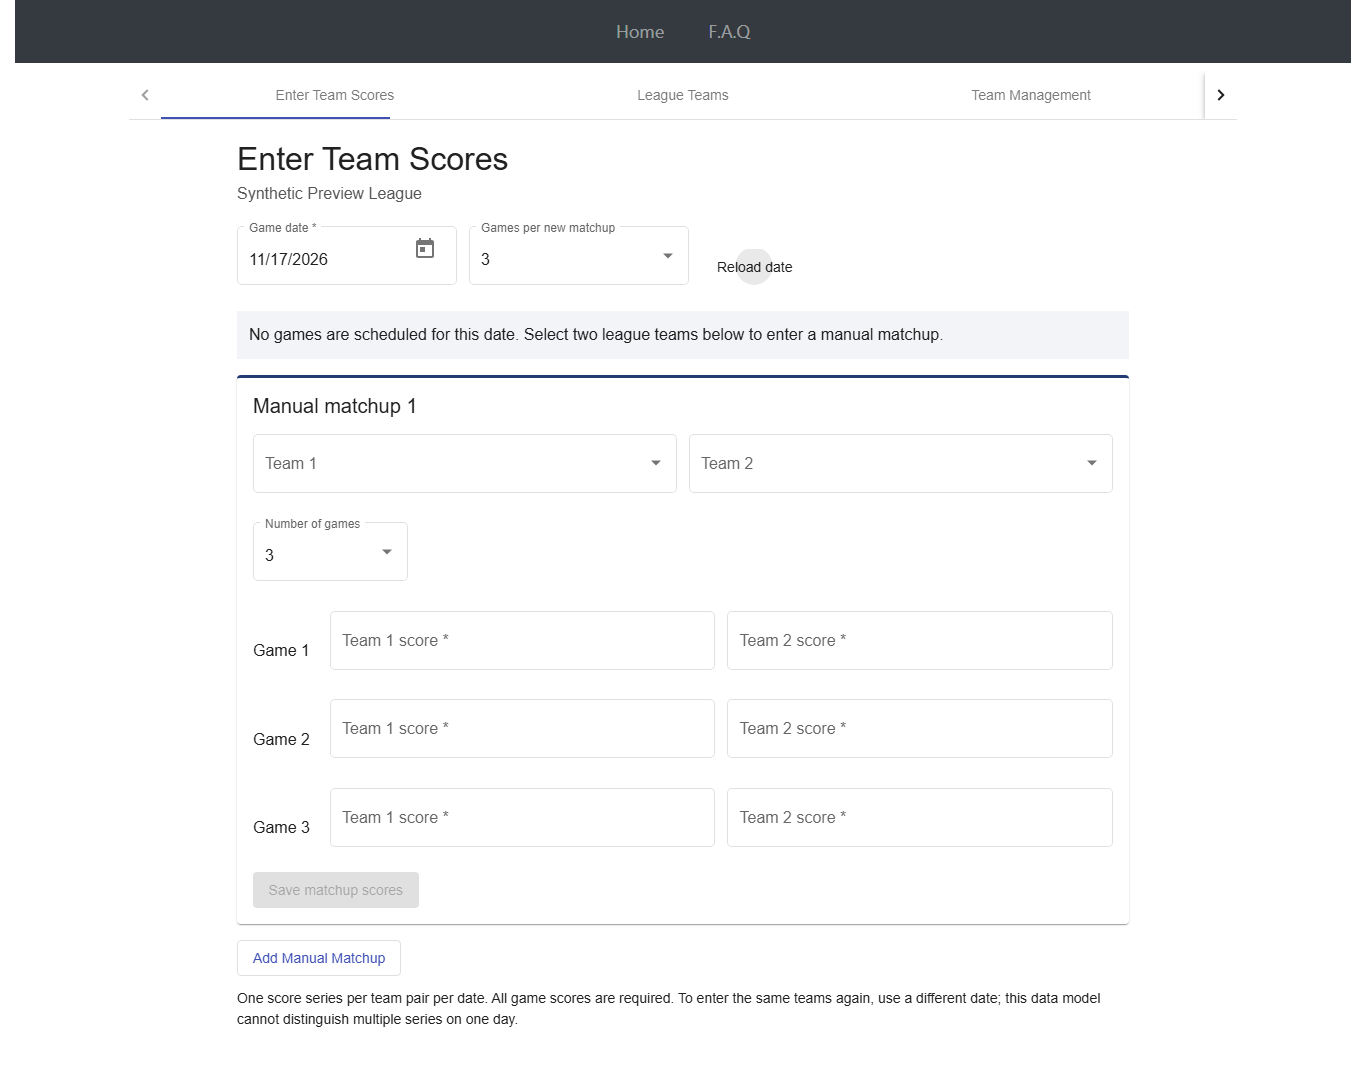 Home F.A.Q
Enter Team Scores League Teams Team Management
Enter Team Scores
Synthetic Preview League
Game date * Games per new matchup
11/17/2026 3 Reload date
No games are scheduled for this date. Select two league teams below to enter a manual matchup.
Manual matchup 1
Team 1 Team 2
Number of games
3
Game 1 Team 1 score * Team 2 score *
Game 2 Team 1 score * Team 2 score *
Game 3 Team 1 score * Team 2 score *
Save matchup scores
Add Manual Matchup
One score series per team pair per date. All game scores are required. To enter the same teams again, use a different date; this data model
cannot distinguish multiple series on one day.